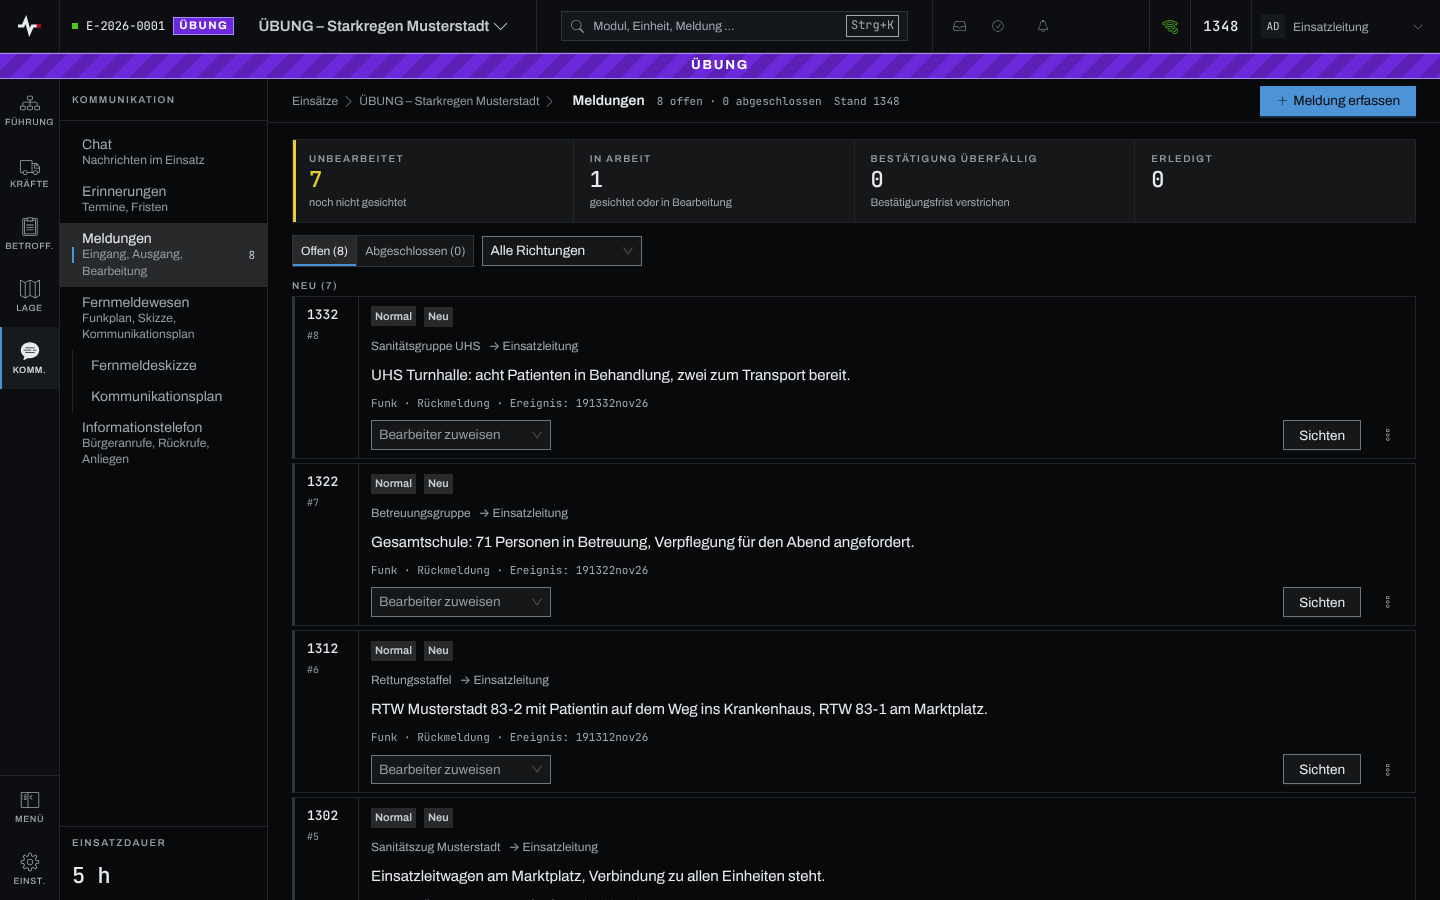 E-2026-0001 ÜBUNG
ÜBUNG – Starkregen Musterstadt
Modul, Einheit, Meldung ... Strg+K
1348
AD Einsatzleitung
ÜBUNG
FÜHRUNG
KRÄFTE
BETROFF.
LAGE
KOMM.
MENÜ
EINST.
KOMMUNIKATION
Chat
Nachrichten im Einsatz
Erinnerungen
Termine, Fristen
Meldungen
Eingang, Ausgang,
Bearbeitung
8
Fernmeldewesen
Funkplan, Skizze,
Kommunikationsplan
Fernmeldeskizze
Kommunikationsplan
Informationstelefon
Bürgeranrufe, Rückrufe,
Anliegen
EINSATZDAUER
5 h
Einsätze ÜBUNG – Starkregen Musterstadt Meldungen 8 offen · 0 abgeschlossen Stand 1348
+ Meldung erfassen
UNBEARBEITET
7
noch nicht gesichtet
IN ARBEIT
1
gesichtet oder in Bearbeitung
BESTÄTIGUNG ÜBERFÄLLIG
0
Bestätigungsfrist verstrichen
ERLEDIGT
0
Offen (8) Abgeschlossen (0) Alle Richtungen
NEU (7)
1332 Normal Neu
#8
Sanitätsgruppe UHS → Einsatzleitung
UHS Turnhalle: acht Patienten in Behandlung, zwei zum Transport bereit.
Funk · Rückmeldung · Ereignis: 191332nov26
Bearbeiter zuweisen Sichten
1322 Normal Neu
#7
Betreuungsgruppe → Einsatzleitung
Gesamtschule: 71 Personen in Betreuung, Verpflegung für den Abend angefordert.
Funk · Rückmeldung · Ereignis: 191322nov26
Bearbeiter zuweisen Sichten
1312 Normal Neu
#6
Rettungsstaffel → Einsatzleitung
RTW Musterstadt 83-2 mit Patientin auf dem Weg ins Krankenhaus, RTW 83-1 am Marktplatz.
Funk · Rückmeldung · Ereignis: 191312nov26
Bearbeiter zuweisen Sichten
1302 Normal Neu
#5
Sanitätszug Musterstadt → Einsatzleitung
Einsatzleitwagen am Marktplatz, Verbindung zu allen Einheiten steht.